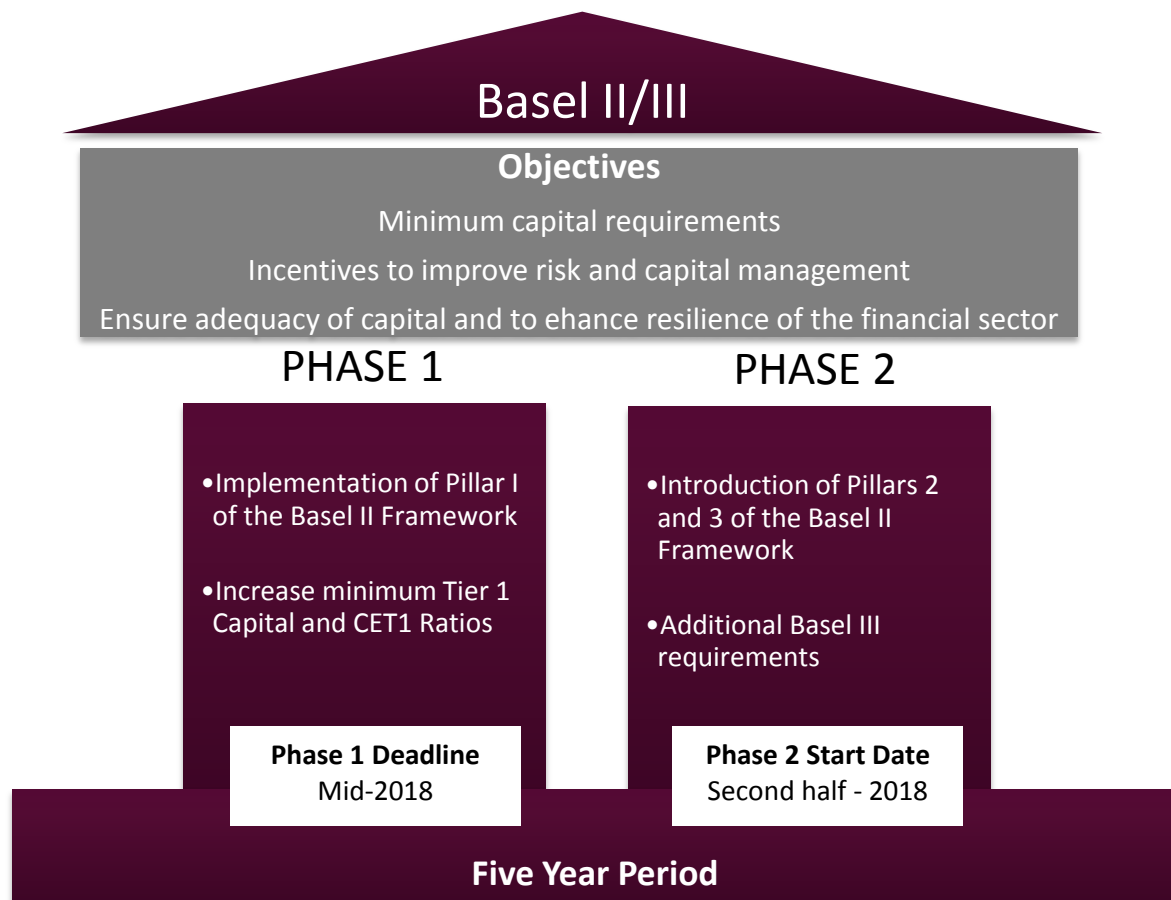 Basel II/III
Objectives
Minimum capital requirements
Incentives to improve risk and capital management
Ensure adequacy of capital and to ehance resilience of the financial sector
PHASE 1
•Implementation of Pillar I
of the Basel II Framework
•Increase minimum Tier 1
Capital and CET1 Ratios
Phase 1 Deadline
Mid-2018
PHASE 2
•Introduction of Pillars 2
and 3 of the Basel II
Framework
•Additional Basel III
requirements
Phase 2 Start Date
Second half - 2018
Five Year Period